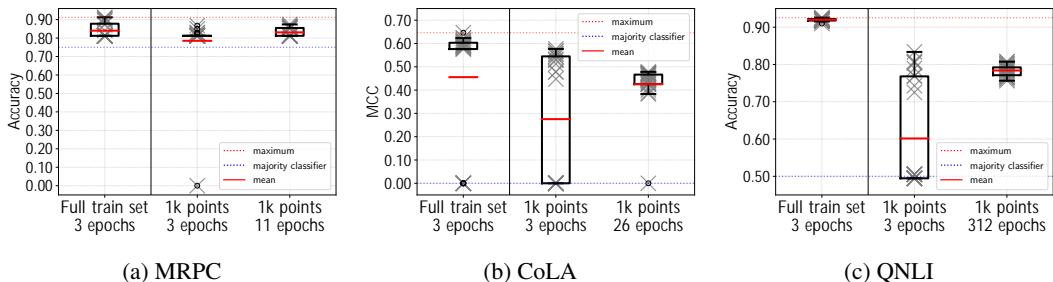 Accuracy
0.90
0.80
0.70
0.60
0.50
0.40
0.30
0.20
0.10
0.00
maximum
majority classifier
mean
Full train set
3 epochs
1k points
3 epochs
1k points
11 epochs
(a) MRPC
MCC
0.70
0.60
0.50
0.40
0.30
0.20
0.10
0.00
maximum
majority classifier
mean
Full train set
3 epochs
1k points
3 epochs
1k points
26 epochs
(b) CoLA
Accuracy
0.90
0.80
0.70
0.60
0.50
maximum
majority classifier
mean
Full train set
3 epochs
1k points
3 epochs
1k points
312 epochs
(c) QNLI